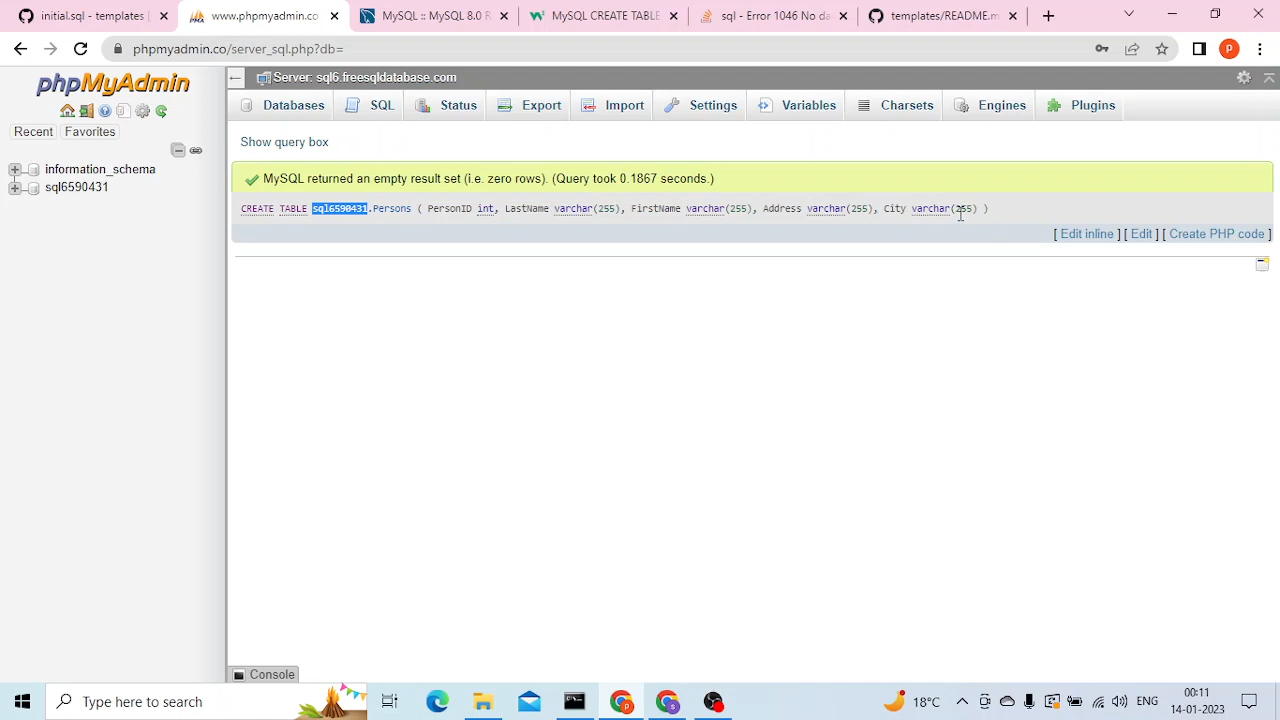 initial.sql - templates
www.phpmyadmin.co
MySQL :: MySQL 8.0 R
MySQL CREATE TABLE
sql - Error 1046 No da
templates/README.m
phpmyadmin.co/server_sql.php?db=
phpMyAdmin
Server: sql6.freesqldatabase.com
Databases
SQL
Status
Export
Import
Settings
Variables
Charsets
Engines
Plugins
Recent
Favorites
information_schema
sql6590431
Show query box
MySQL returned an empty result set (i.e. zero rows). (Query took 0.1867 seconds.)
CREATE TABLE sql6590431.Persons ( PersonID int, LastName varchar(255), FirstName varchar(255), Address varchar(255), City varchar(255) )
[ Edit inline ] [ Edit ] [ Create PHP code ]
Console
Type here to search
18°C
ENG
00:11
14-01-2023